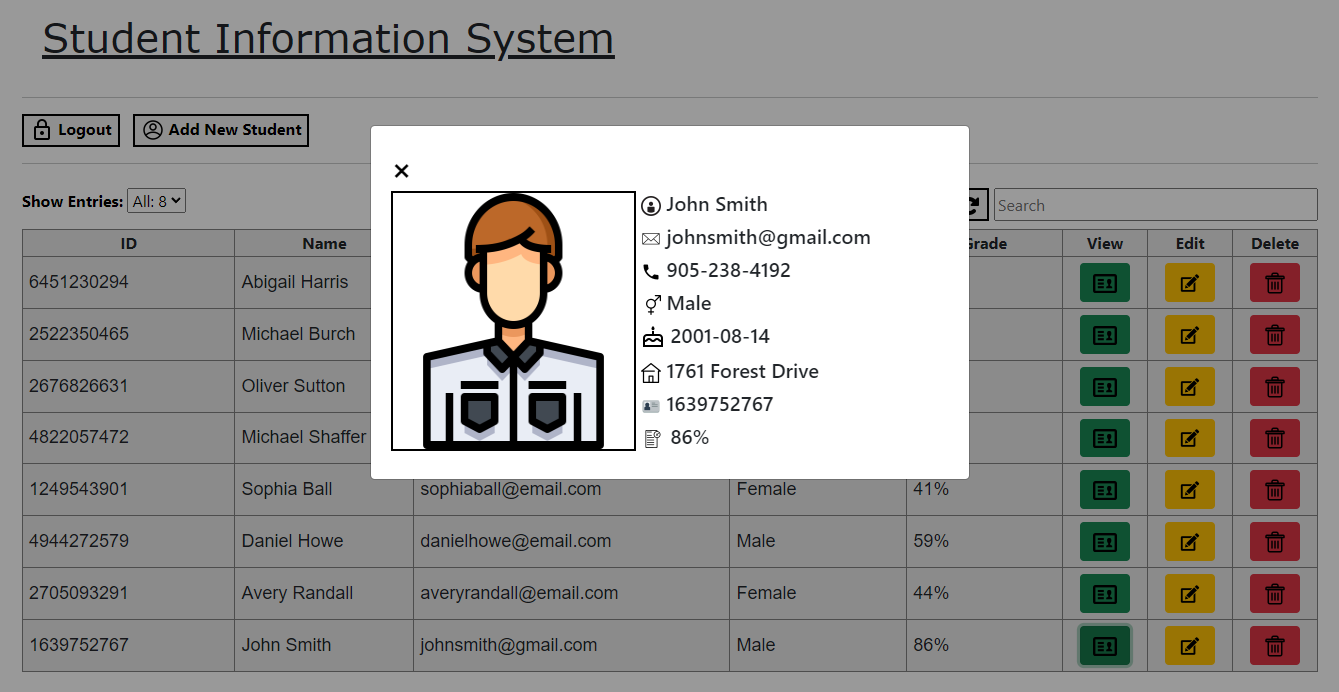 Student Information System
Logout Add New Student
Show Entries: All: 8 Search
ID Name Grade View Edit Delete
6451230294 Abigail Harris
2522350465 Michael Burch
2676826631 Oliver Sutton
4822057472 Michael Shaffer
1249543901 Sophia Ball sophiaball@email.com Female 41%
4944272579 Daniel Howe danielhowe@email.com Male 59%
2705093291 Avery Randall averyrandall@email.com Female 44%
1639752767 John Smith johnsmith@gmail.com Male 86%
×
John Smith
johnsmith@gmail.com
905-238-4192
Male
2001-08-14
1761 Forest Drive
1639752767
86%